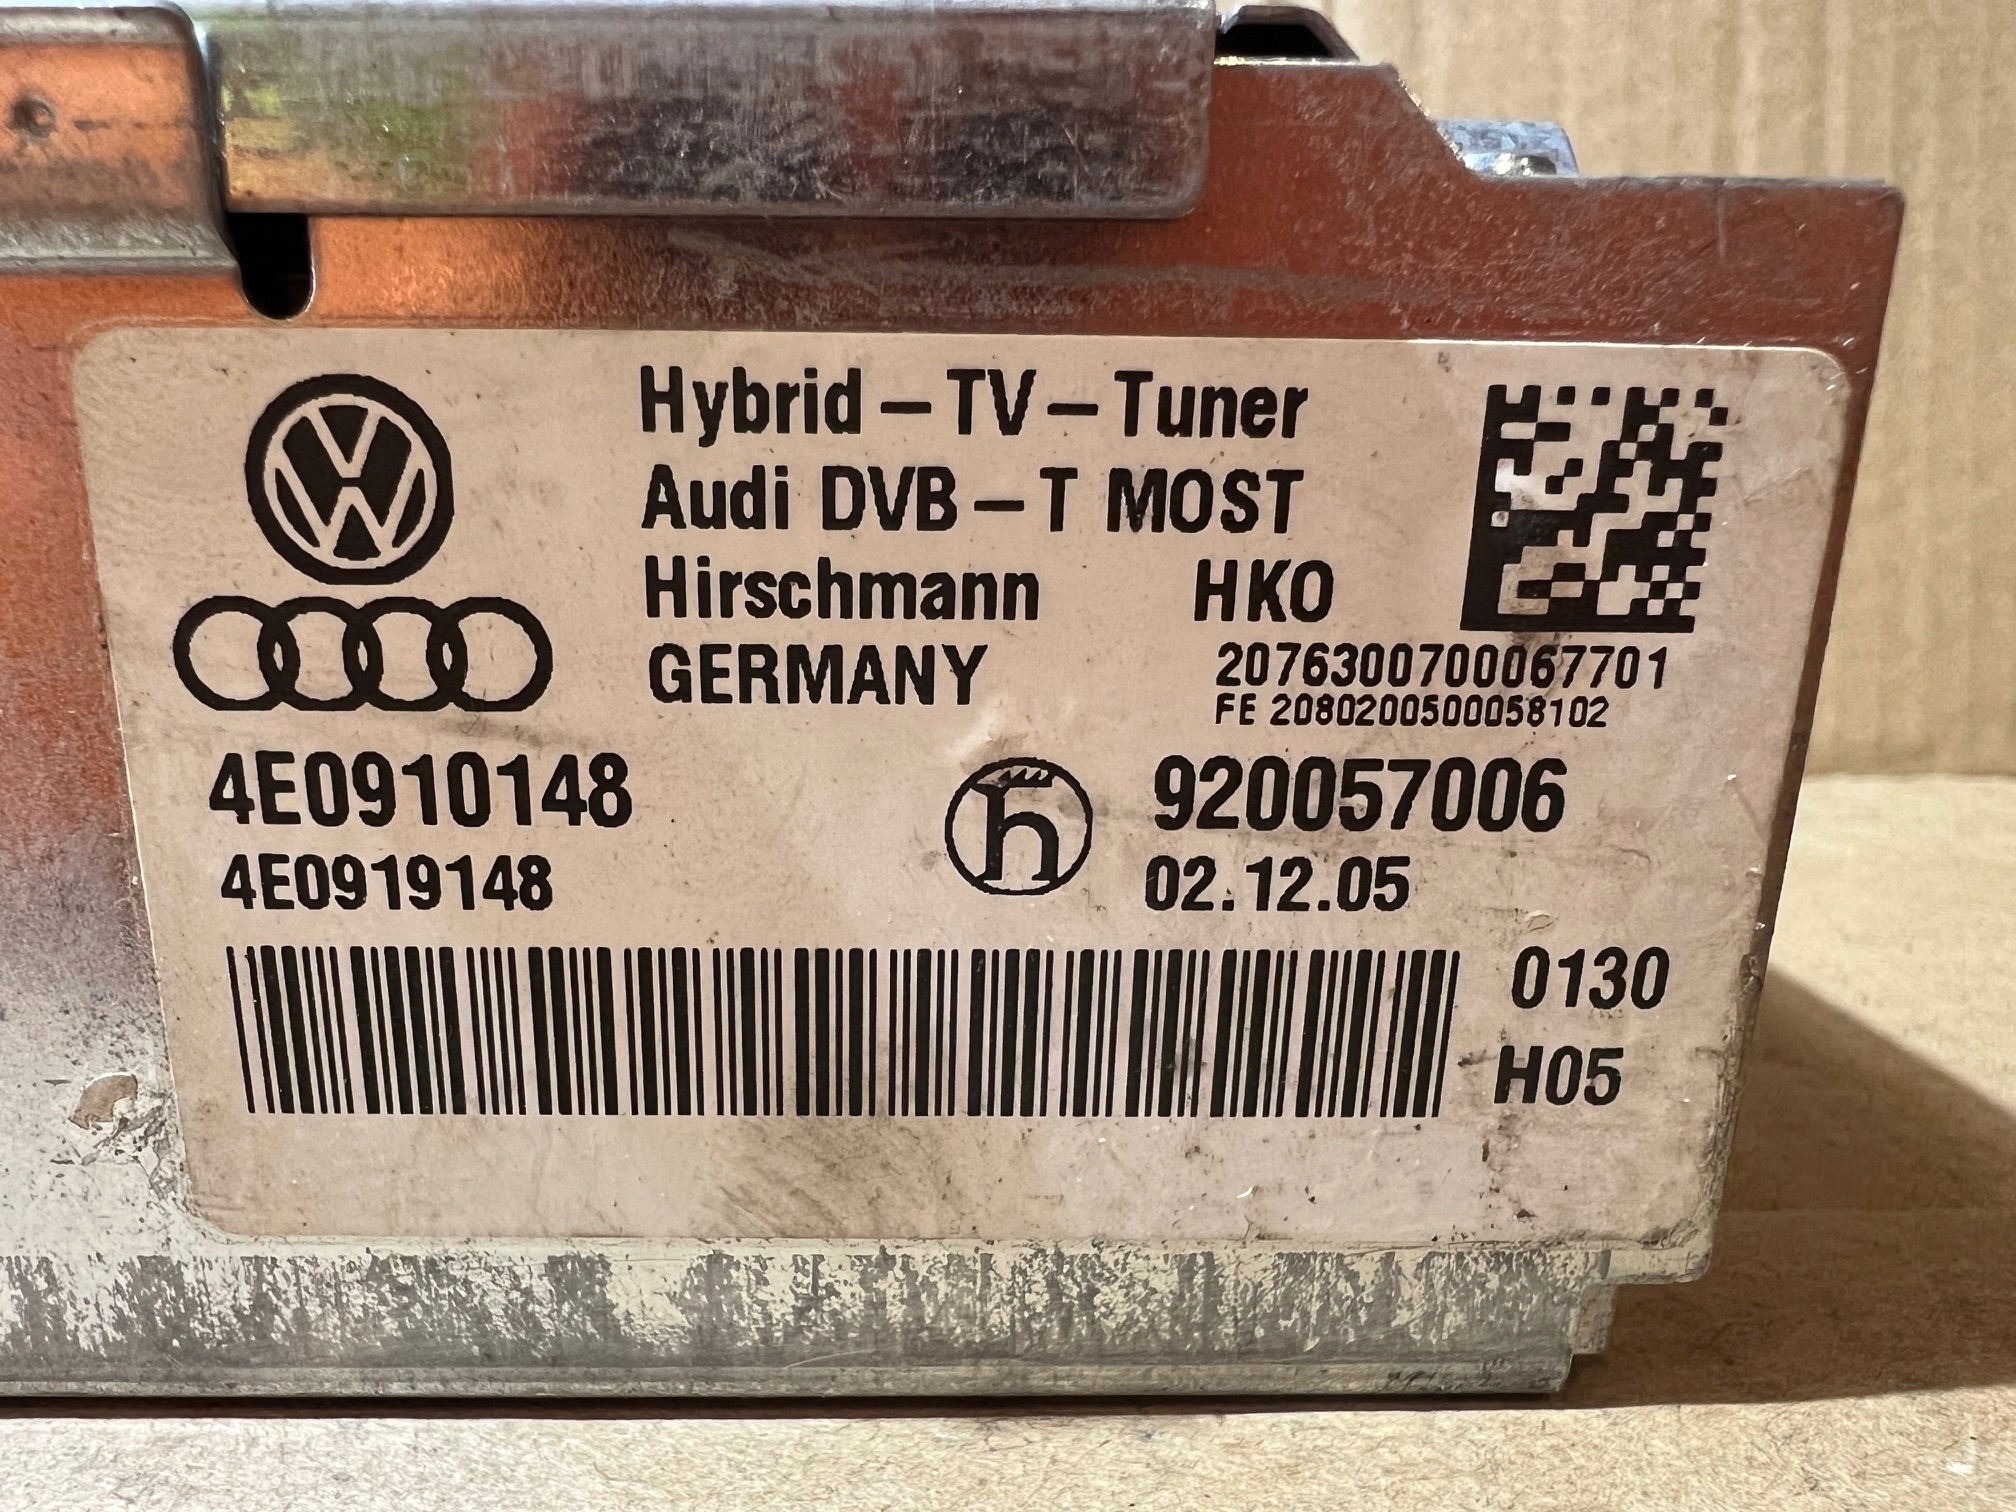 Hybrid-TV-Tuner
Audi DVB-T MOST
Hirschmann HKO
GERMANY 2076300700067701
FE 2080200500058102
4E0910148 h 920057006
4E0919148 02.12.05
0130
H05